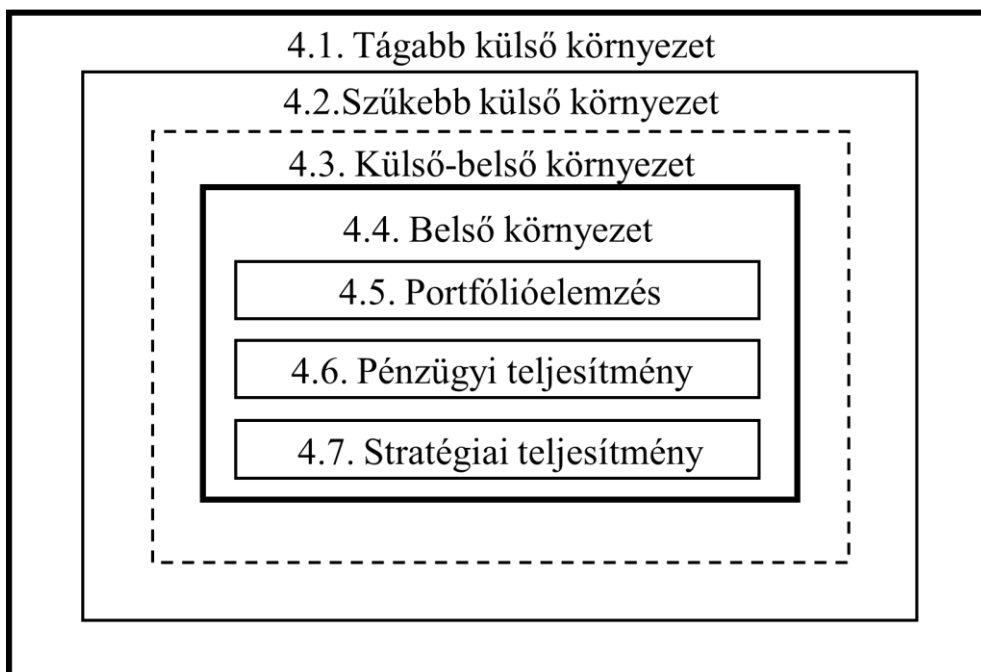 4.1. Tágabb külső környezet
4.2.Szűkebb külső környezet
4.3. Külső-belső környezet
4.4. Belső környezet
4.5. Portfólióelemzés
4.6. Pénzügyi teljesítmény
4.7. Stratégiai teljesítmény